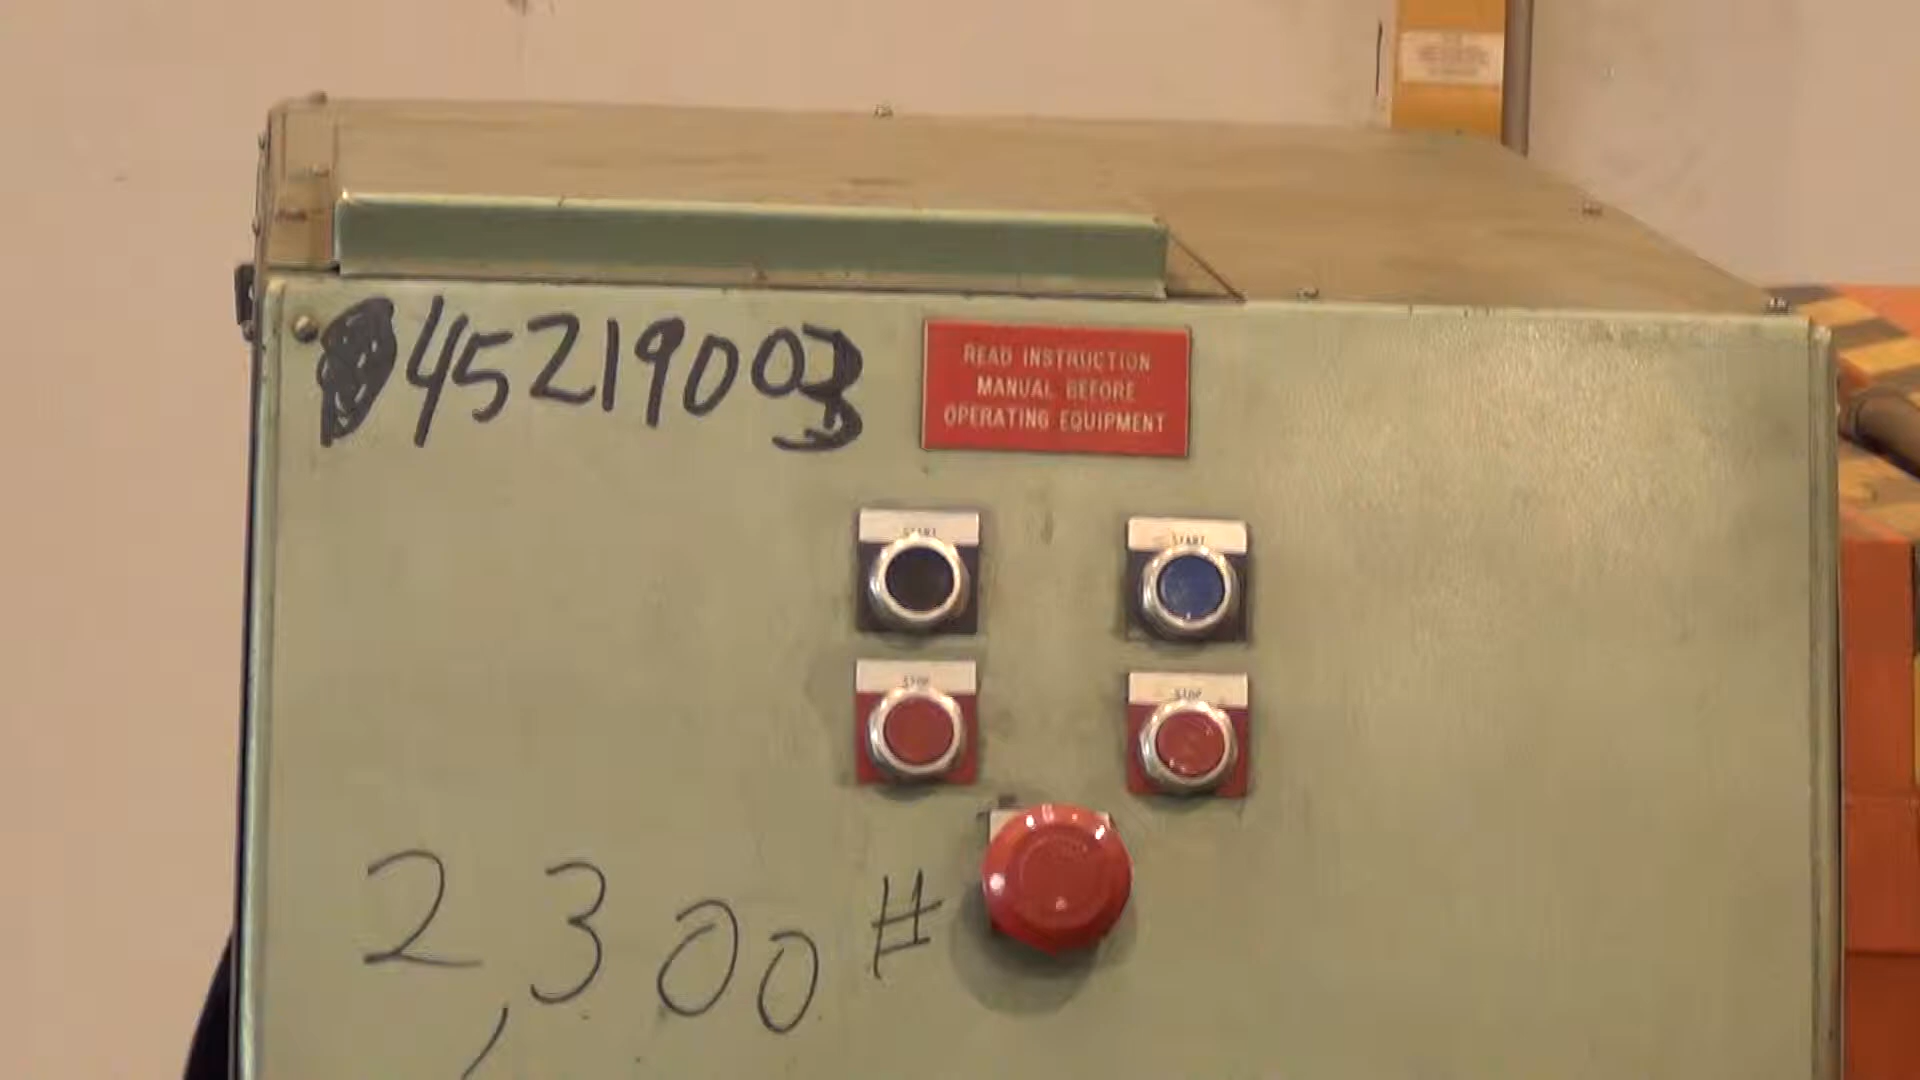 45219003
READ INSTRUCTION
MANUAL BEFORE
OPERATING EQUIPMENT
START
START
STOP
STOP
2,300 #